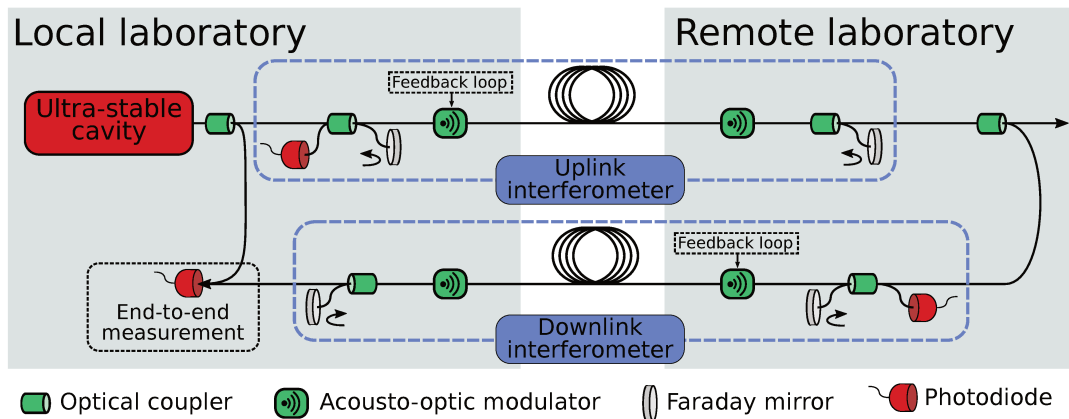 Local laboratory
Remote laboratory
Feedback loop
Ultra-stable
cavity
Uplink
interferometer
Feedback loop
End-to-end
measurement
Downlink
interferometer
Optical coupler
Acousto-optic modulator
Faraday mirror
Photodiode